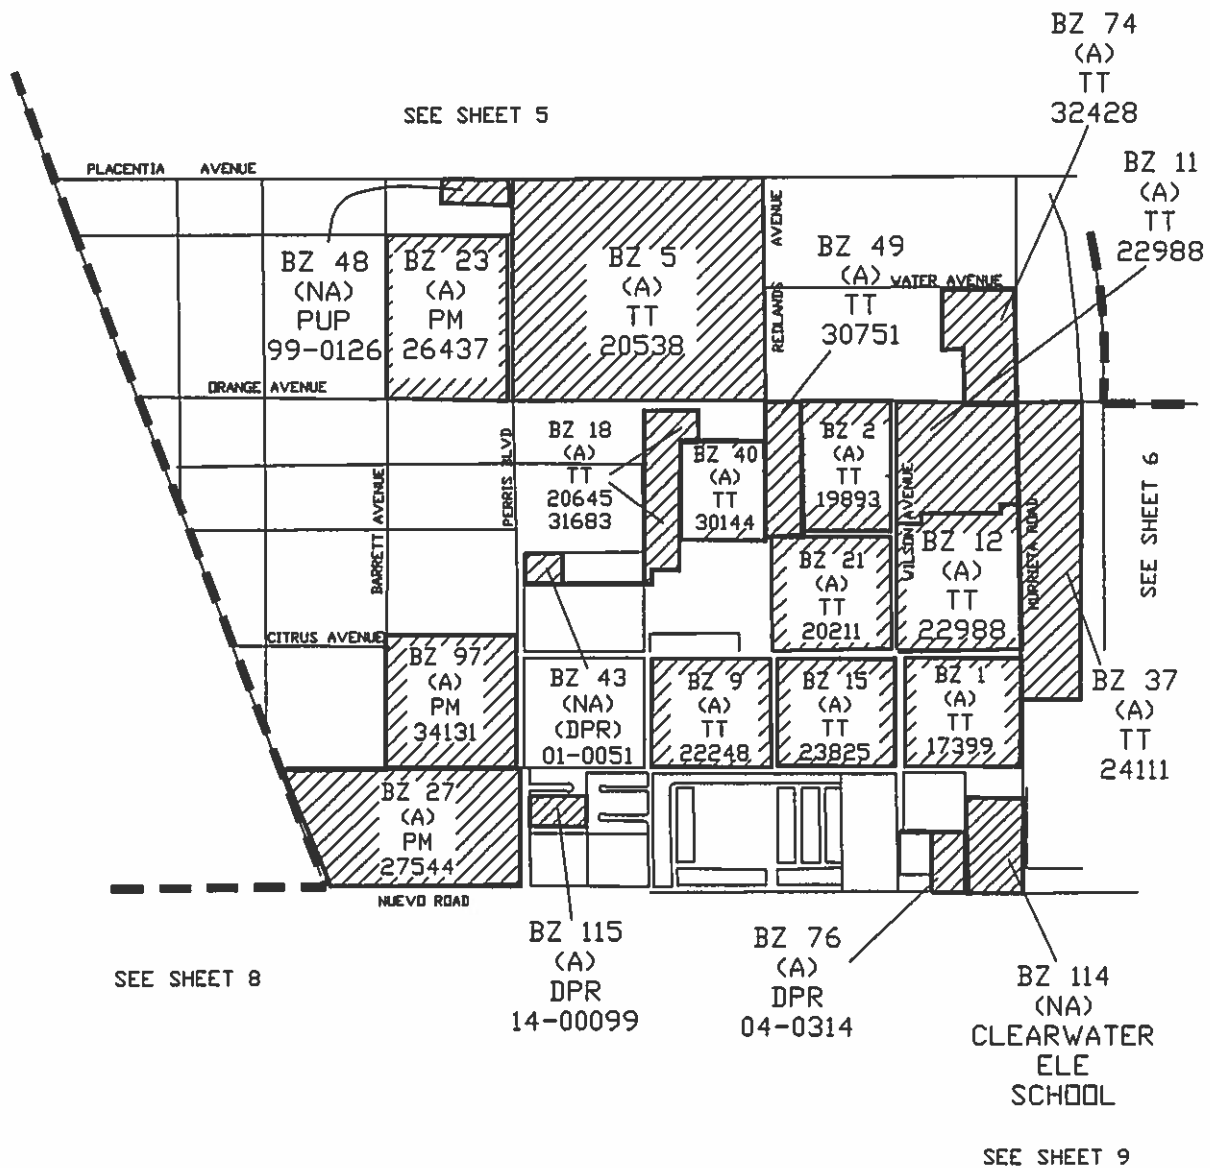 BZ 74
(A)
TT
32428
SEE SHEET 5
BZ 11
(A)
TT
22988
PLACENTIA AVENUE
BZ 48
(NA)
PUP
99-0126
BZ 23
(A)
PM
26437
BZ 5
(A)
TT
20538
REDLANDS AVENUE
BZ 49
(A)
TT
30751
WATER AVENUE
ORANGE AVENUE
BARRETT AVENUE
PERRIS BLVD
BZ 18
(A)
TT
20645
31683
BZ 40
(A)
TT
30144
BZ 2
(A)
TT
19893
WILSON AVENUE
MURRIETA ROAD
SEE SHEET 6
BZ 21
(A)
TT
20211
BZ 12
(A)
TT
22988
CITRUS AVENUE
BZ 97
(A)
PM
34131
BZ 43
(NA)
(DPR)
01-0051
BZ 9
(A)
TT
22248
BZ 15
(A)
TT
23825
BZ 1
(A)
TT
17399
BZ 37
(A)
TT
24111
BZ 27
(A)
PM
27544
NUEVO ROAD
SEE SHEET 8
BZ 115
(A)
DPR
14-00099
BZ 76
(A)
DPR
04-0314
BZ 114
(NA)
CLEARWATER
ELE
SCHOOL
SEE SHEET 9